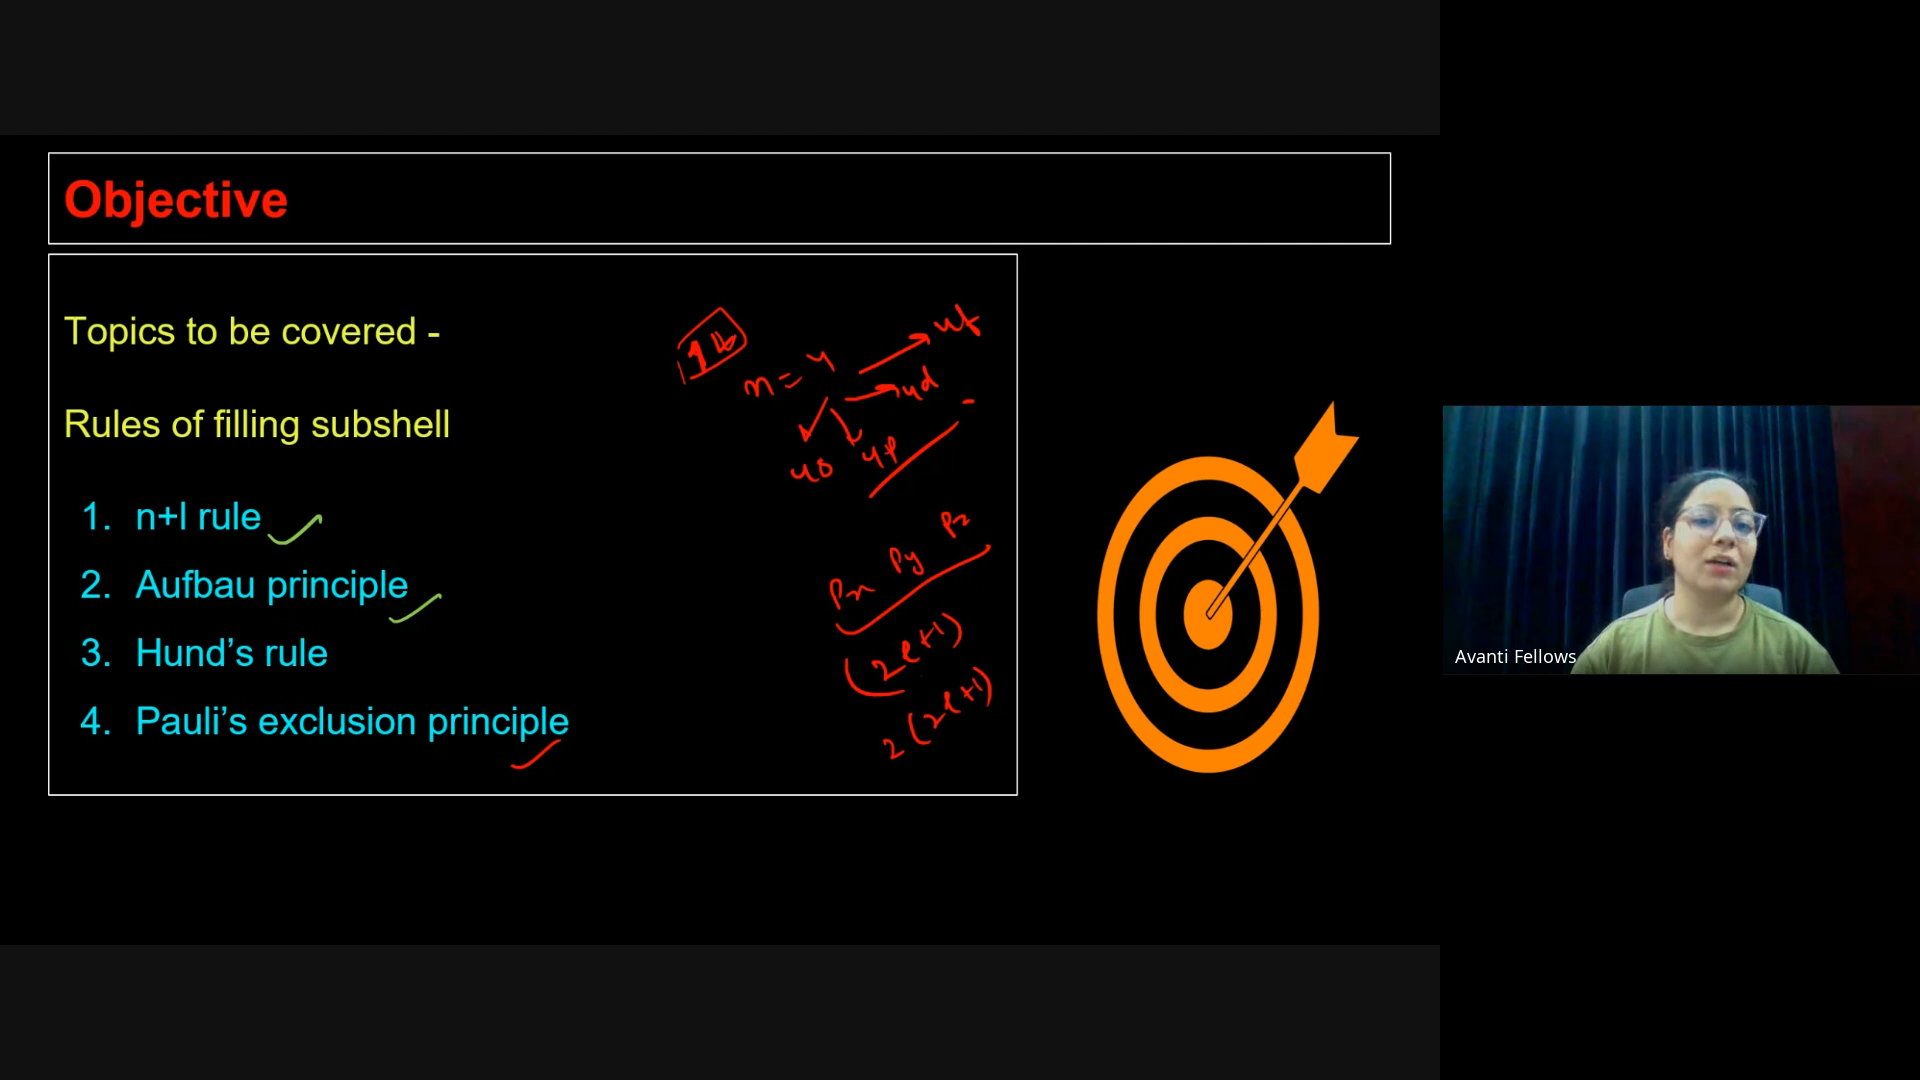 Objective
Topics to be covered -
Rules of filling subshell
1. n+l rule
2. Aufbau principle
3. Hund’s rule
4. Pauli’s exclusion principle
n = 4
4f
4d
4s 4p
Px Py Pz
(2l+1)
2(2l+1)
Avanti Fellows